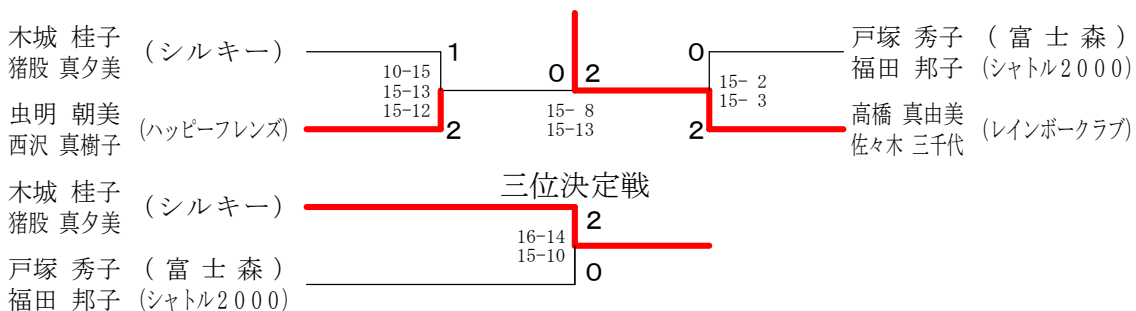 木城 桂子
猪股 真夕美
(シルキー)
1
10-15
15-13
15-12
虫明 朝美
西沢 真樹子
(ハッピーフレンズ)
2
0 2
15- 8
15-13
0
15- 2
15- 3
2
戸塚 秀子 (富士森)
福田 邦子 (シャトル2000)
高橋 真由美
佐々木 三千代
(レインボークラブ)
三位決定戦
木城 桂子
猪股 真夕美
(シルキー)
2
16-14
15-10
0
戸塚 秀子 (富士森)
福田 邦子 (シャトル2000)